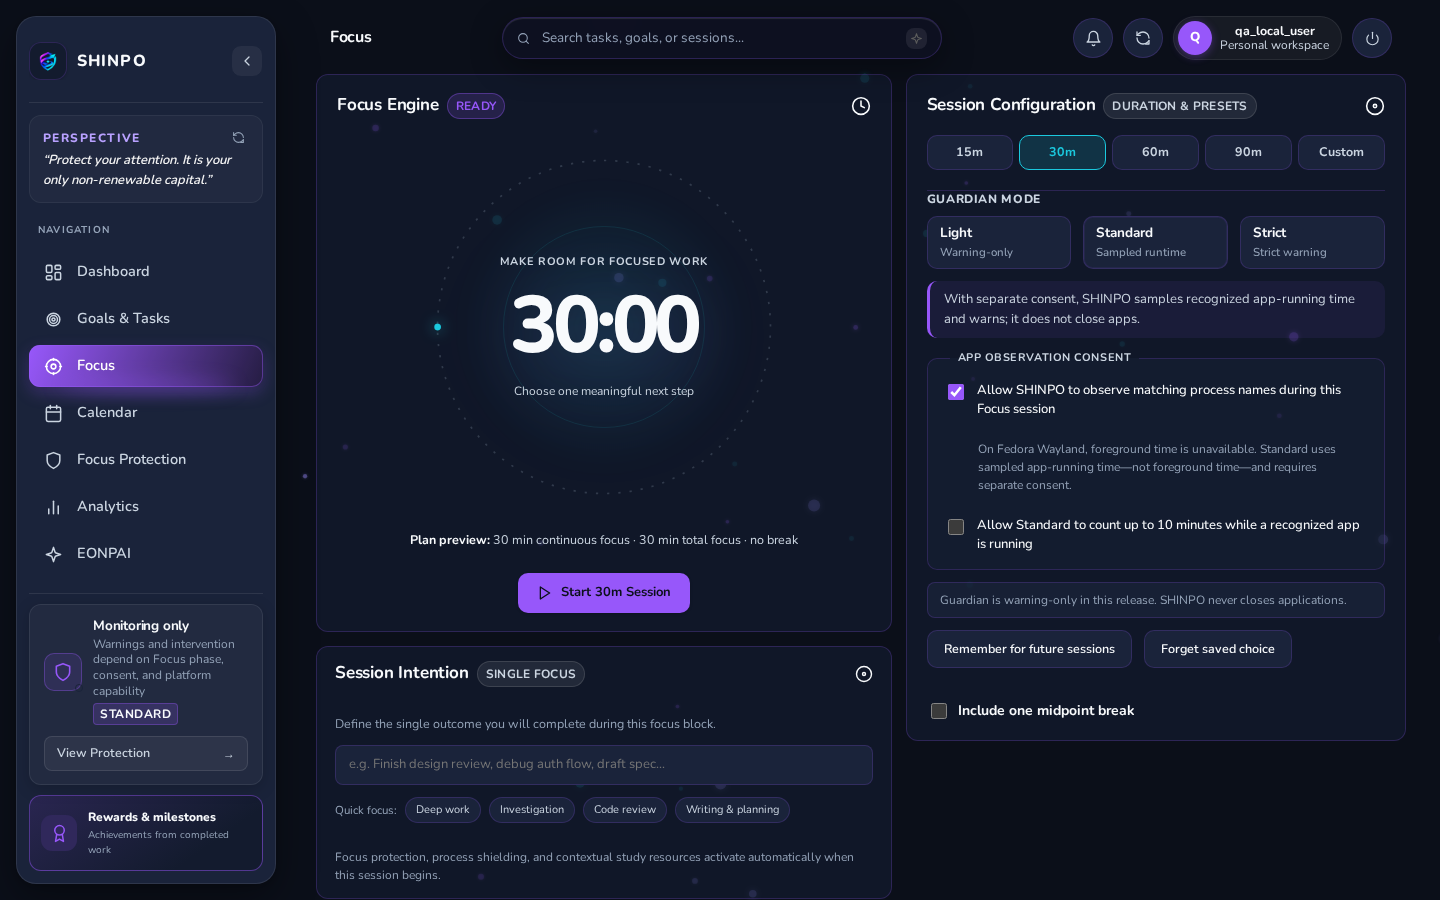 SHINPO
PERSPECTIVE
“Protect your attention. It is your
only non-renewable capital.”
NAVIGATION
Dashboard
Goals & Tasks
Focus
Calendar
Focus Protection
Analytics
EONPAI
Monitoring only
Warnings and intervention
depend on Focus phase,
consent, and platform
capability
STANDARD
View Protection →
Rewards & milestones
Achievements from completed
work
Focus
Search tasks, goals, or sessions...
Q
qa_local_user
Personal workspace
Focus Engine READY
MAKE ROOM FOR FOCUSED WORK
30:00
Choose one meaningful next step
Plan preview: 30 min continuous focus · 30 min total focus · no break
Start 30m Session
Session Intention SINGLE FOCUS
Define the single outcome you will complete during this focus block.
e.g. Finish design review, debug auth flow, draft spec...
Quick focus: Deep work Investigation Code review Writing & planning
Focus protection, process shielding, and contextual study resources activate automatically when
this session begins.
Session Configuration DURATION & PRESETS
15m 30m 60m 90m Custom
GUARDIAN MODE
Light
Warning-only
Standard
Sampled runtime
Strict
Strict warning
With separate consent, SHINPO samples recognized app-running time
and warns; it does not close apps.
APP OBSERVATION CONSENT
Allow SHINPO to observe matching process names during this
Focus session
On Fedora Wayland, foreground time is unavailable. Standard uses
sampled app-running time—not foreground time—and requires
separate consent.
Allow Standard to count up to 10 minutes while a recognized app
is running
Guardian is warning-only in this release. SHINPO never closes applications.
Remember for future sessions Forget saved choice
Include one midpoint break